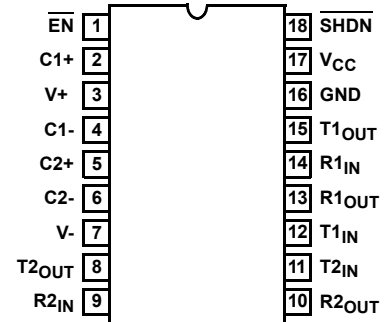 EN 1 18 SHDN
C1+ 2 17 VCC
V+ 3 16 GND
C1- 4 15 T1OUT
C2+ 5 14 R1IN
C2- 6 13 R1OUT
V- 7 12 T1IN
T2OUT 8 11 T2IN
R2IN 9 10 R2OUT